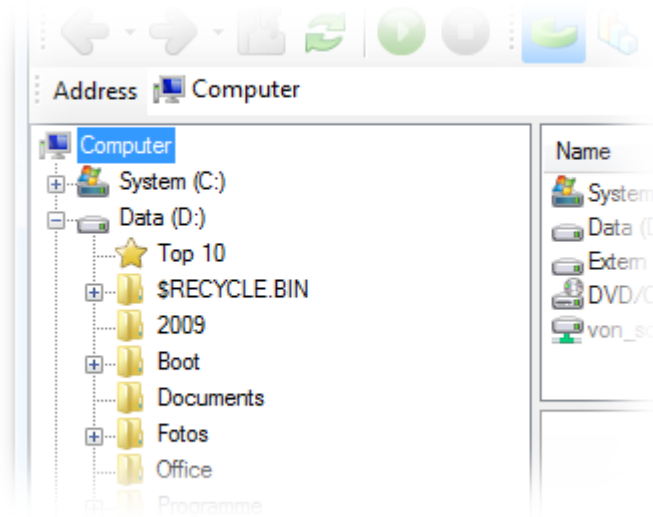 Address Computer
Computer
System (C:)
Data (D:)
Top 10
$RECYCLE.BIN
2009
Boot
Documents
Fotos
Office
Programme
Name
System
Data (D
Extern
DVD/C
von_sc